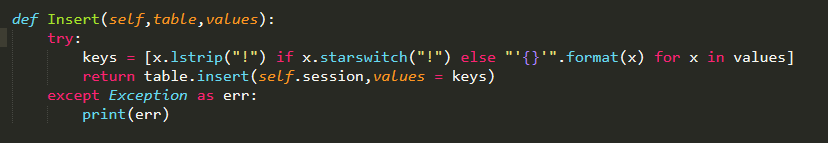 def Insert(self,table,values):
try:
keys = [x.lstrip("!") if x.starswitch("!") else "'{}'".format(x) for x in values]
return table.insert(self.session,values = keys)
except Exception as err:
print(err)